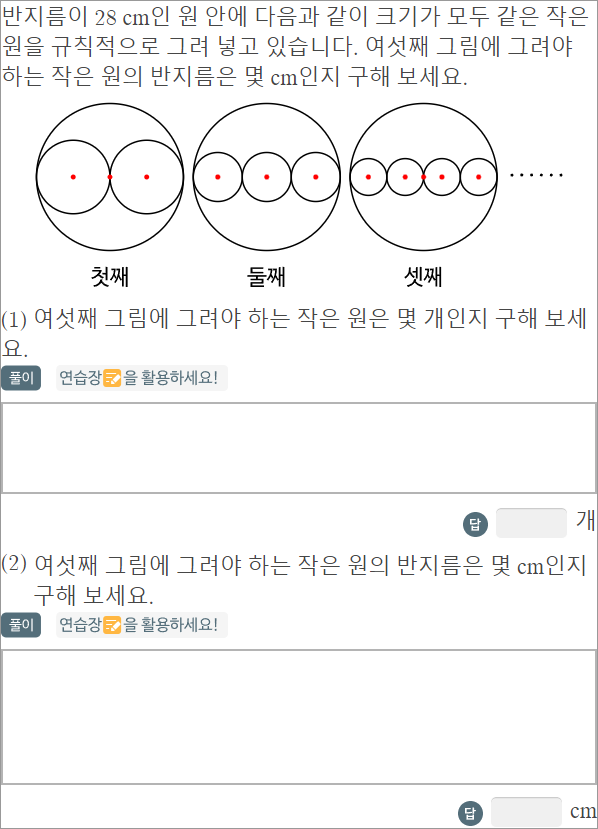 반지름이 28 cm인 원 안에 다음과 같이 크기가 모두 같은 작은
원을 규칙적으로 그려 넣고 있습니다. 여섯째 그림에 그려야
하는 작은 원의 반지름은 몇 cm인지 구해 보세요.
......
첫째 둘째 셋째
(1) 여섯째 그림에 그려야 하는 작은 원은 몇 개인지 구해 보세
요.
풀이 연습장을 활용하세요!
답 개
(2) 여섯째 그림에 그려야 하는 작은 원의 반지름은 몇 cm인지
구해 보세요.
풀이 연습장을 활용하세요!
답 cm